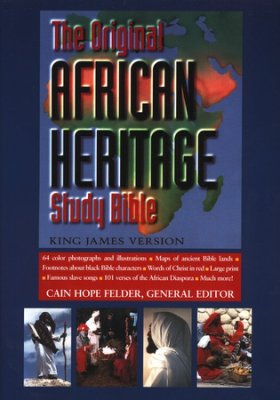 The Original
AFRICAN
HERITAGE
Study Bible
KING JAMES VERSION
64 color photographs and illustrations • Maps of ancient Bible lands •
Footnotes about black Bible characters • Words of Christ in red • Large print
• Famous slave songs • 101 verses of the African Diaspora • Much more!
CAIN HOPE FELDER, GENERAL EDITOR